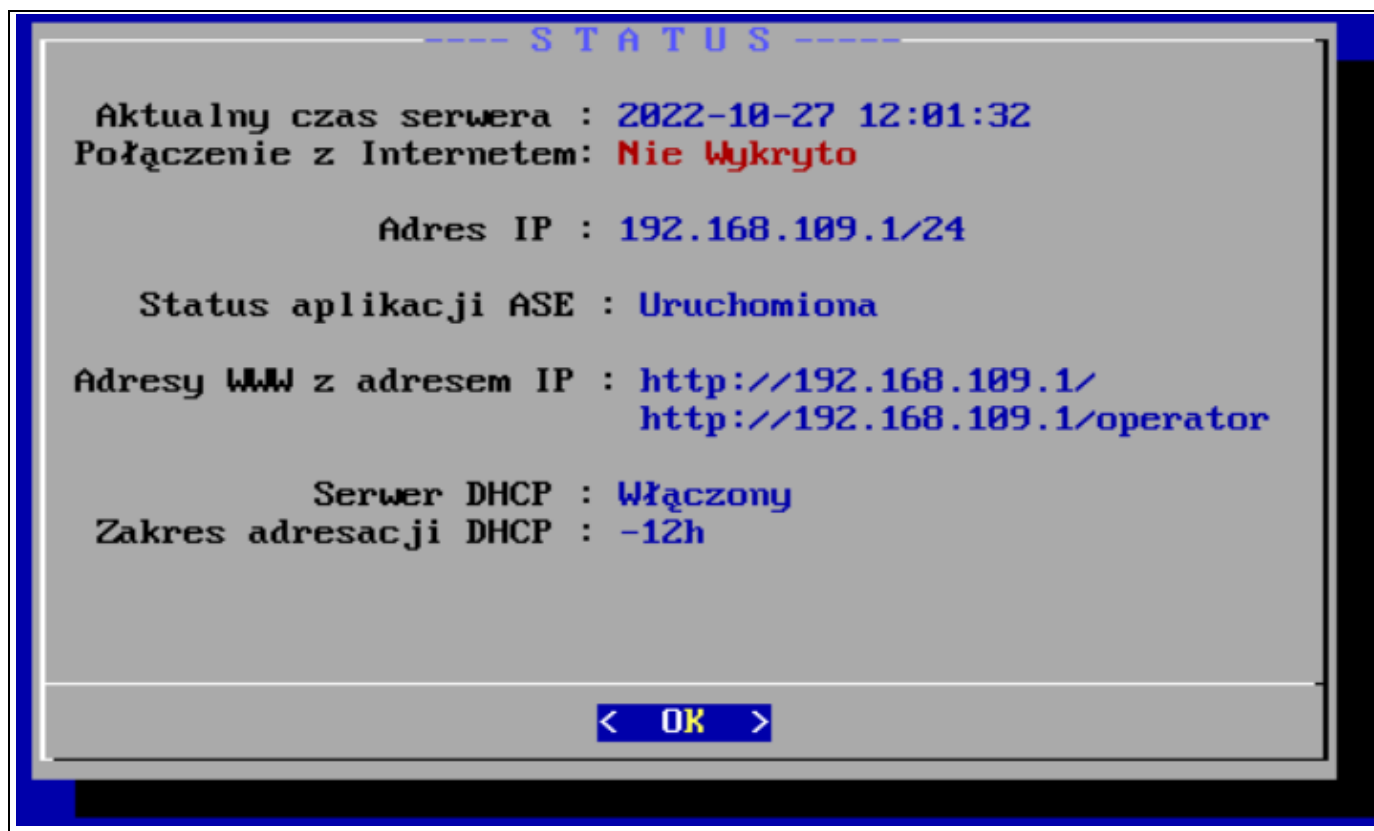 ---- S T A T U S -----
Aktualny czas serwera : 2022-10-27 12:01:32
Połączenie z Internetem: Nie Wykryto
Adres IP : 192.168.109.1/24
Status aplikacji ASE : Uruchomiona
Adresy WWW z adresem IP : http://192.168.109.1/
http://192.168.109.1/operator
Serwer DHCP : Włączony
Zakres adresacji DHCP : -12h
< OK >